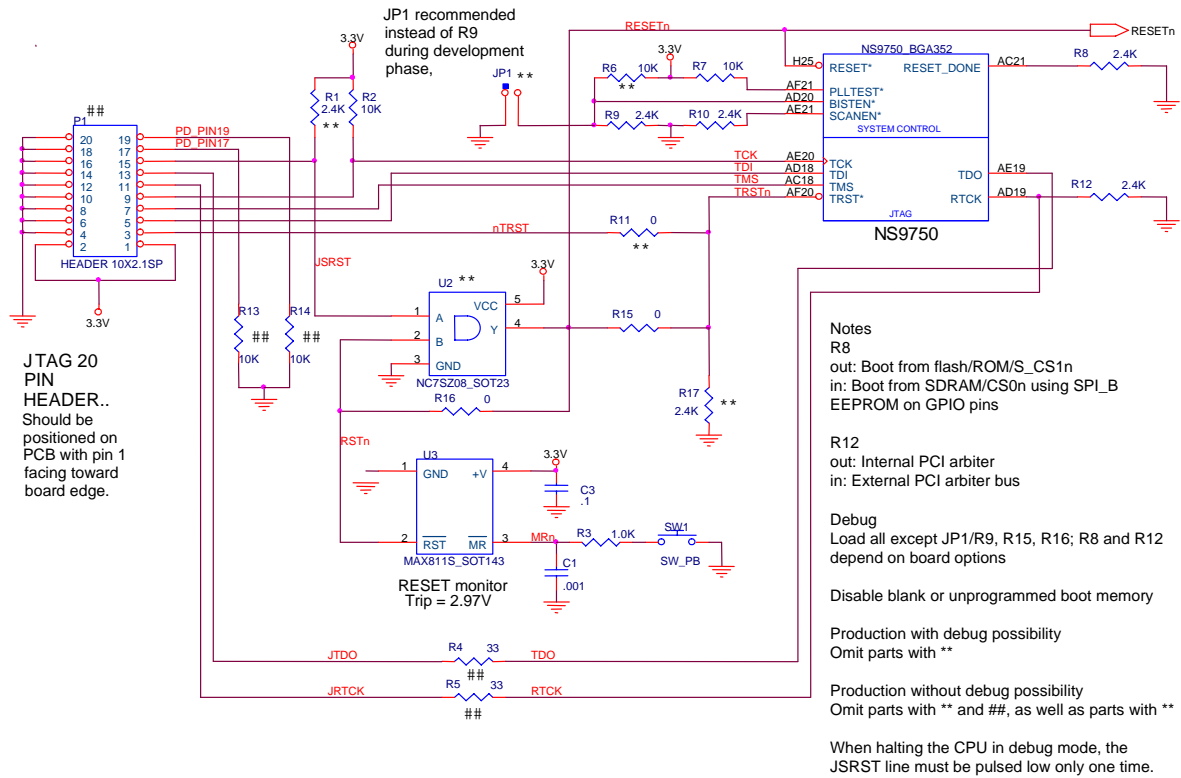 JP1 recommended
instead of R9
during development
phase,
RESETn
RESETn
3.3V
3.3V
NS9750_BGA352
R8 2.4K
JP1 **
R6 10K
**
R7 10K
H25 RESET* RESET_DONE AC21
AF21 PLLTEST*
AD20 BISTEN*
AE21 SCANEN*
SYSTEM CONTROL
R1
2.4K
**
R2
10K
R9 2.4K
R10 2.4K
##
P1
20 19
18 17
16 15
14 13
12 11
10 9
8 7
6 5
4 3
2 1
HEADER 10X2.1SP
PD_PIN19
PD_PIN17
TCK AE20 TCK
TDI AD18 TDI
TMS AC18 TMS
TRSTn AF20 TRST*
TDO AE19
RTCK AD19
R12 2.4K
JTAG
NS9750
nTRST
R11 0
**
JSRST
3.3V
3.3V
U2 **
1 A VCC 5
2 B Y 4
3 GND
NC7SZ08_SOT23
R15 0
R13
##
10K
R14
##
10K
R16 0
R17
2.4K
**
JTAG 20
PIN
HEADER..
Should be
positioned on
PCB with pin 1
facing toward
board edge.
RSTn
U3
1 GND +V 4
2 RST MR 3
MAX811S_SOT143
3.3V
C3
.1
MRn
R3 1.0K
SW1
SW_PB
C1
.001
RESET monitor
Trip = 2.97V
JTDO R4 33 TDO
##
JRTCK R5 33 RTCK
##
Notes
R8
out: Boot from flash/ROM/S_CS1n
in: Boot from SDRAM/CS0n using SPI_B
EEPROM on GPIO pins
R12
out: Internal PCI arbiter
in: External PCI arbiter bus
Debug
Load all except JP1/R9, R15, R16; R8 and R12
depend on board options
Disable blank or unprogrammed boot memory
Production with debug possibility
Omit parts with **
Production without debug possibility
Omit parts with ** and ##, as well as parts with **
When halting the CPU in debug mode, the
JSRST line must be pulsed low only one time.